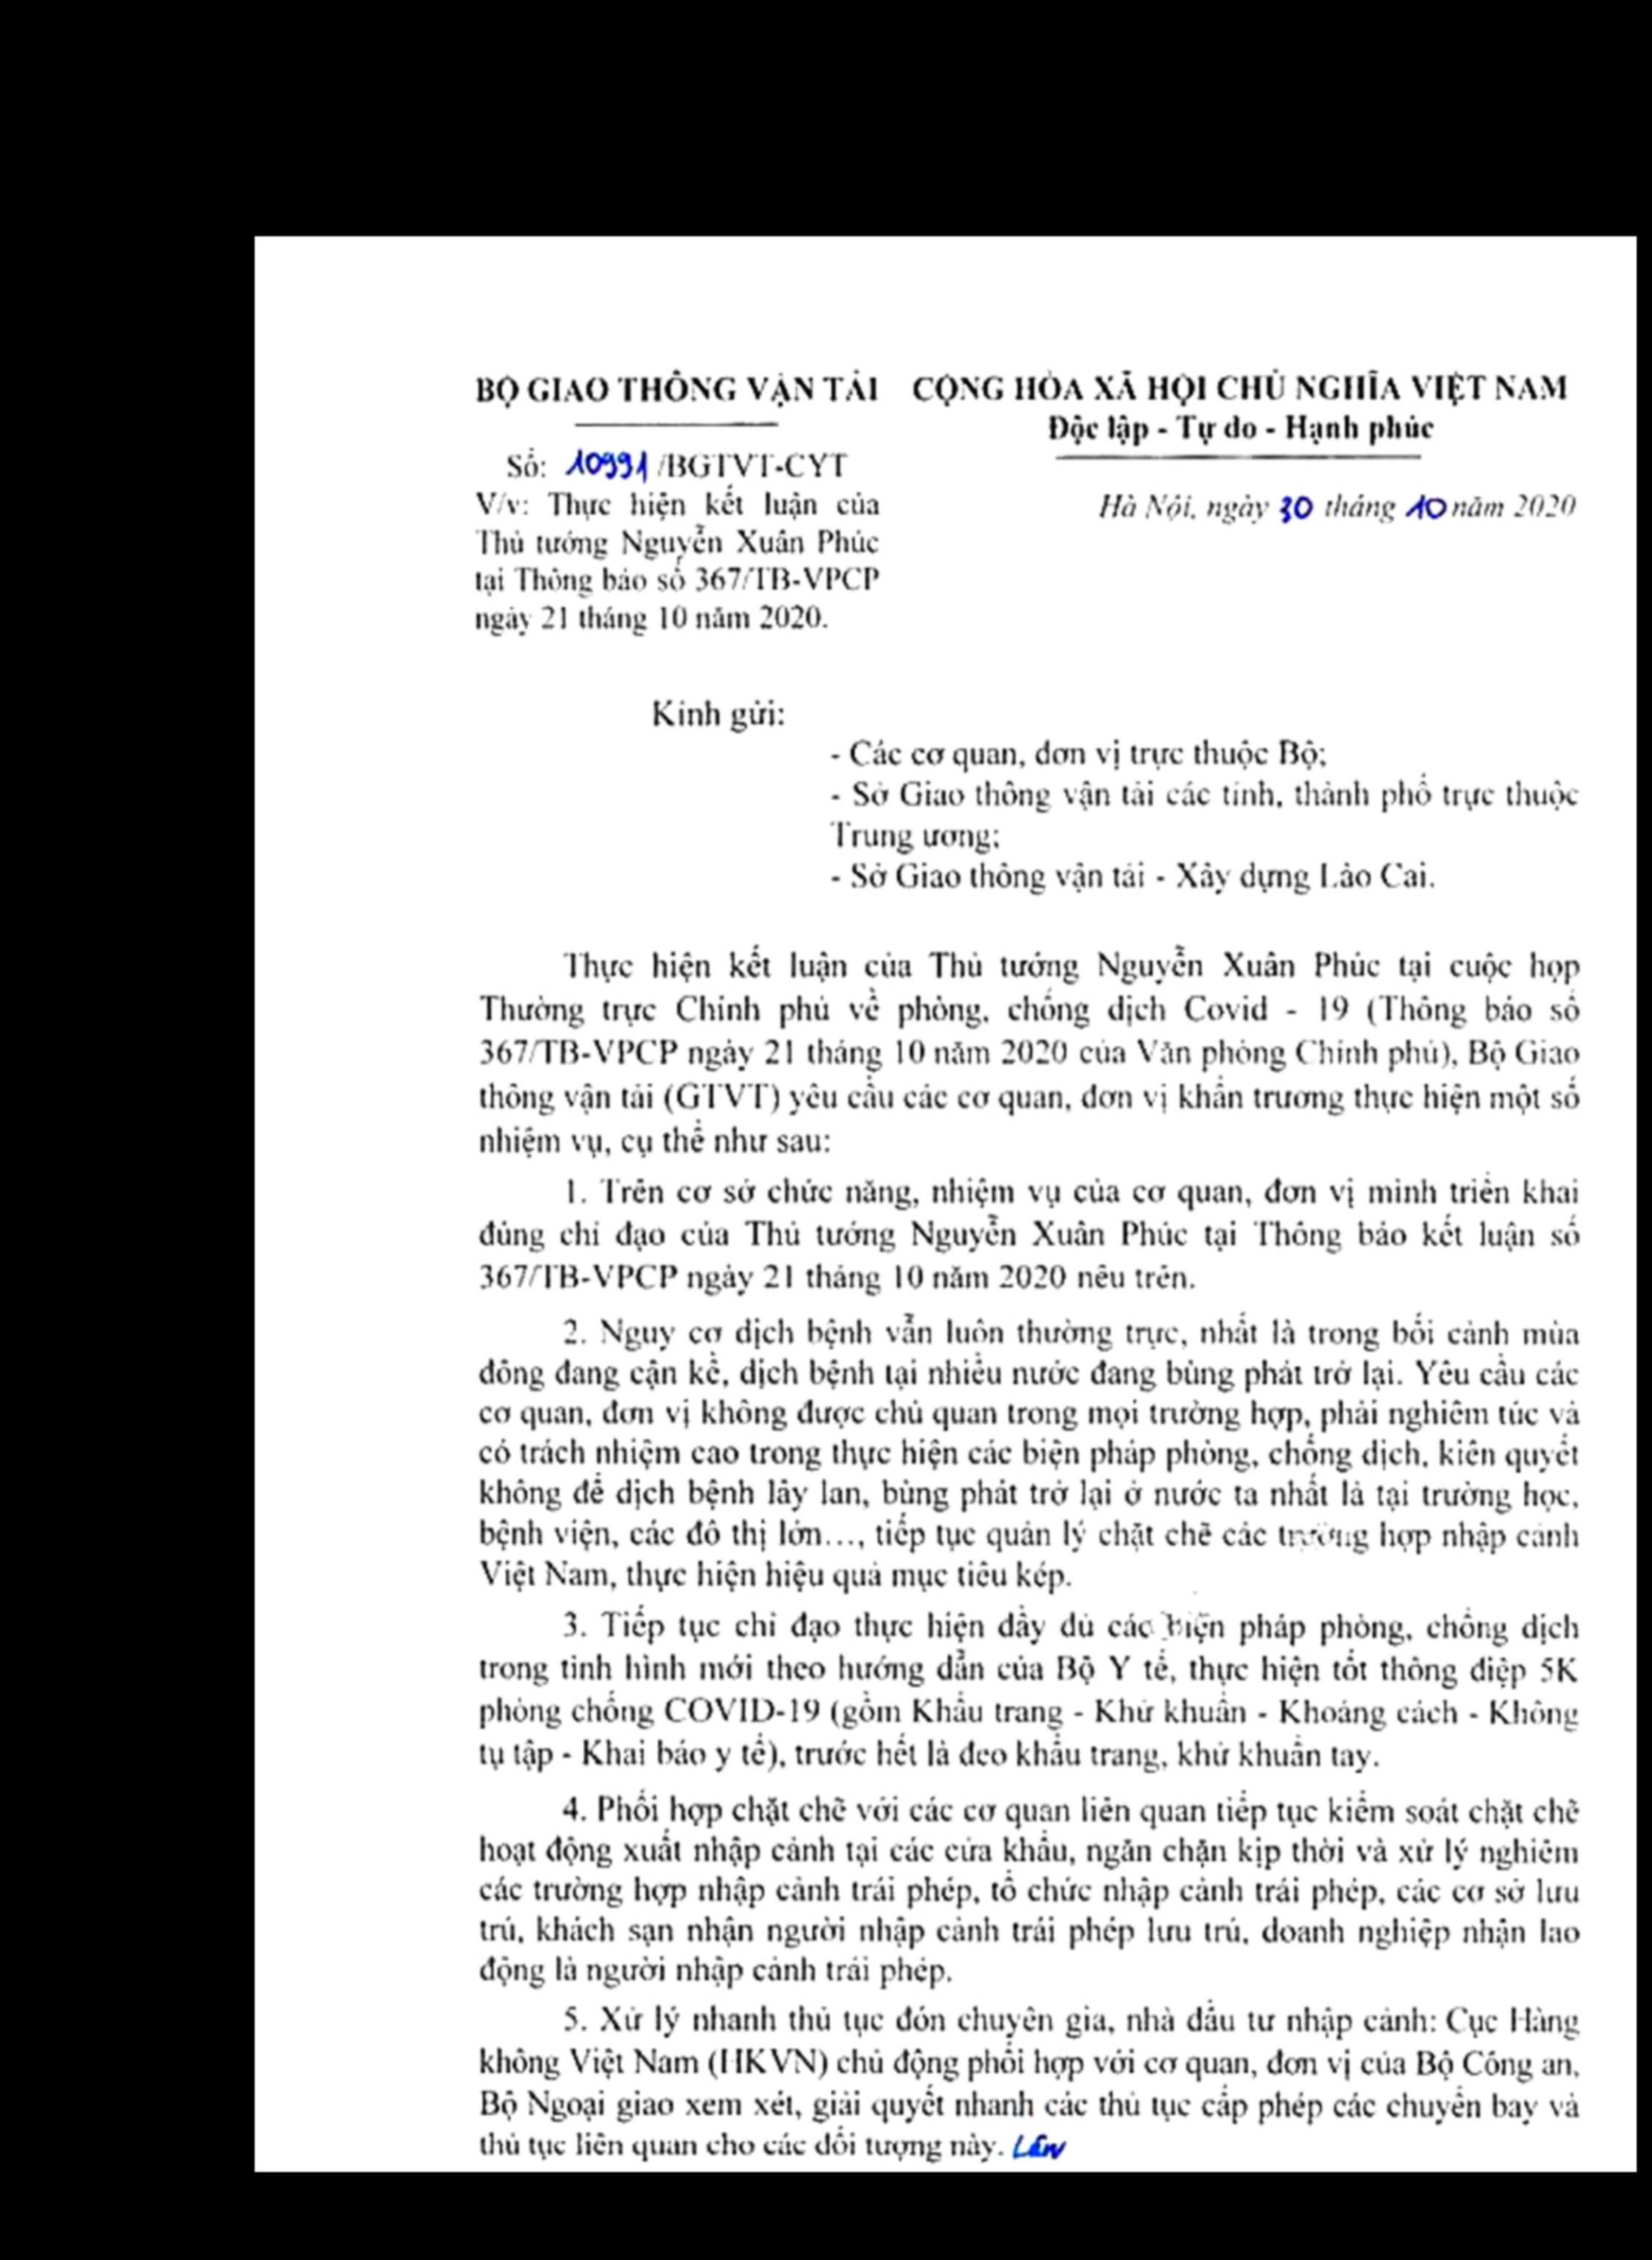 BỘ GIAO THÔNG VẬN TẢI
CỘNG HÒA XÃ HỘI CHỦ NGHĨA VIỆT NAM
Độc lập - Tự do - Hạnh phúc
Số: 10991/BGTVT-CYT
V/v: Thực hiện kết luận của
Thủ tướng Nguyễn Xuân Phúc
tại Thông báo số 367/TB-VPCP
ngày 21 tháng 10 năm 2020.
Hà Nội, ngày 30 tháng 10 năm 2020
Kính gửi:
- Các cơ quan, đơn vị trực thuộc Bộ;
- Sở Giao thông vận tải các tỉnh, thành phố trực thuộc
Trung ương;
- Sở Giao thông vận tải - Xây dựng Lào Cai.
Thực hiện kết luận của Thủ tướng Nguyễn Xuân Phúc tại cuộc họp
Thường trực Chính phủ về phòng, chống dịch Covid - 19 (Thông báo số
367/TB-VPCP ngày 21 tháng 10 năm 2020 của Văn phòng Chính phủ), Bộ Giao
thông vận tải (GTVT) yêu cầu các cơ quan, đơn vị khẩn trương thực hiện một số
nhiệm vụ, cụ thể như sau:
1. Trên cơ sở chức năng, nhiệm vụ của cơ quan, đơn vị mình triển khai
đúng chỉ đạo của Thủ tướng Nguyễn Xuân Phúc tại Thông báo kết luận số
367/TB-VPCP ngày 21 tháng 10 năm 2020 nêu trên.
2. Nguy cơ dịch bệnh vẫn luôn thường trực, nhất là trong bối cảnh mùa
đông đang cận kề, dịch bệnh tại nhiều nước đang bùng phát trở lại. Yêu cầu các
cơ quan, đơn vị không được chủ quan trong mọi trường hợp, phải nghiêm túc và
có trách nhiệm cao trong thực hiện các biện pháp phòng, chống dịch, kiên quyết
không để dịch bệnh lây lan, bùng phát trở lại ở nước ta nhất là tại trường học,
bệnh viện, các đô thị lớn…, tiếp tục quản lý chặt chẽ các trường hợp nhập cảnh
Việt Nam, thực hiện hiệu quả mục tiêu kép.
3. Tiếp tục chỉ đạo thực hiện đầy đủ các biện pháp phòng, chống dịch
trong tình hình mới theo hướng dẫn của Bộ Y tế, thực hiện tốt thông điệp 5K
phòng chống COVID-19 (gồm Khẩu trang - Khử khuẩn - Khoảng cách - Không
tụ tập - Khai báo y tế), trước hết là đeo khẩu trang, khử khuẩn tay.
4. Phối hợp chặt chẽ với các cơ quan liên quan tiếp tục kiểm soát chặt chẽ
hoạt động xuất nhập cảnh tại các cửa khẩu, ngăn chặn kịp thời và xử lý nghiêm
các trường hợp nhập cảnh trái phép, tổ chức nhập cảnh trái phép, các cơ sở lưu
trú, khách sạn nhận người nhập cảnh trái phép lưu trú, doanh nghiệp nhận lao
động là người nhập cảnh trái phép.
5. Xử lý nhanh thủ tục đón chuyên gia, nhà đầu tư nhập cảnh: Cục Hàng
không Việt Nam (HKVN) chủ động phối hợp với cơ quan, đơn vị của Bộ Công an,
Bộ Ngoại giao xem xét, giải quyết nhanh các thủ tục cấp phép các chuyến bay và
thủ tục liên quan cho các đối tượng này.